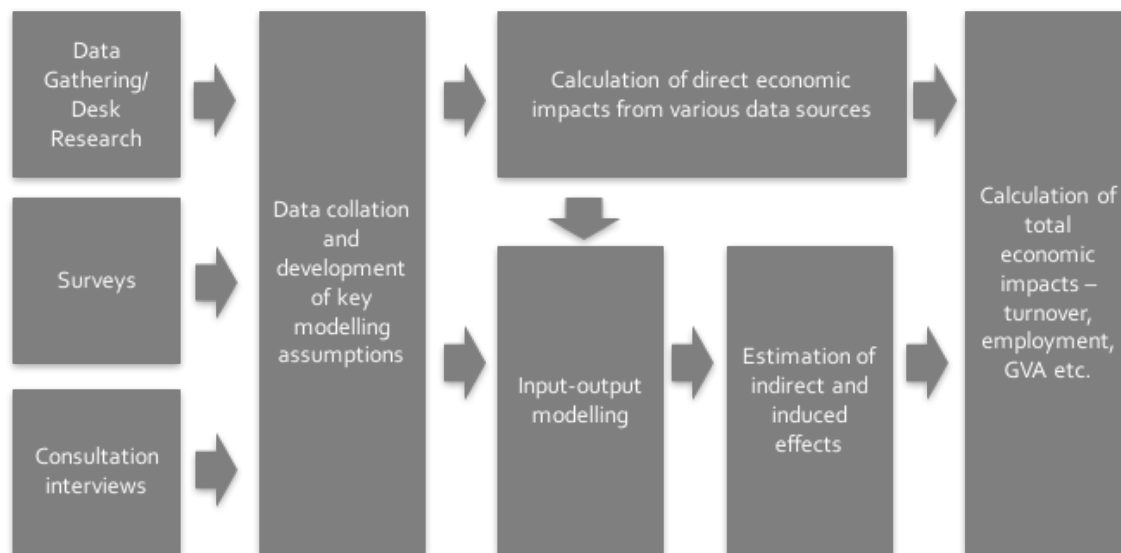 Data
Gathering/
Desk
Research
Surveys
Consultation
interviews
Data collation
and
development
of key
modelling
assumptions
Calculation of direct economic
impacts from various data sources
Input-output
modelling
Estimation of
indirect and
induced
effects
Calculation of
total
economic
impacts –
turnover,
employment,
GVA etc.